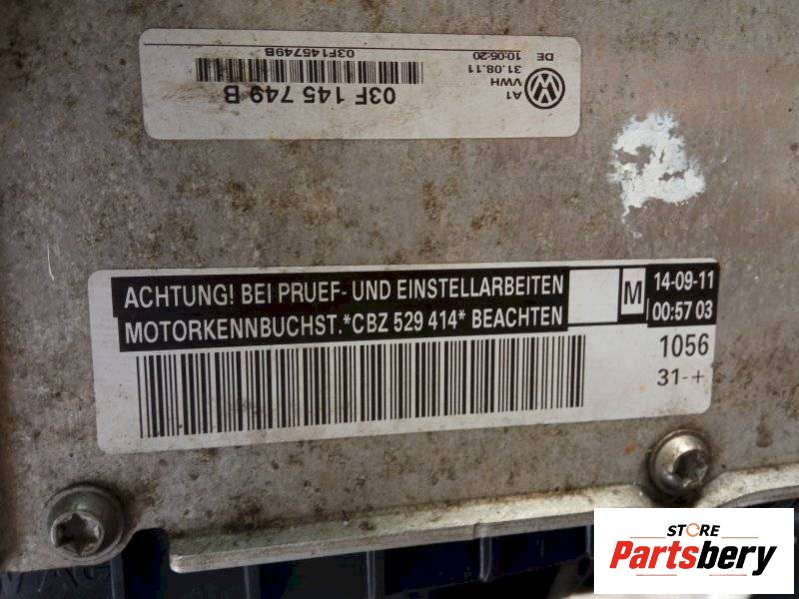 A1
VWH
31.08.11
10:06:20
DE
03F 145 749 B
03F145749B
ACHTUNG! BEI PRUEF- UND EINSTELLARBEITEN
MOTORKENNBUCHST.*CBZ 529 414* BEACHTEN
M
14-09-11
00:57 03
1056
31-+
STORE
Partsbery